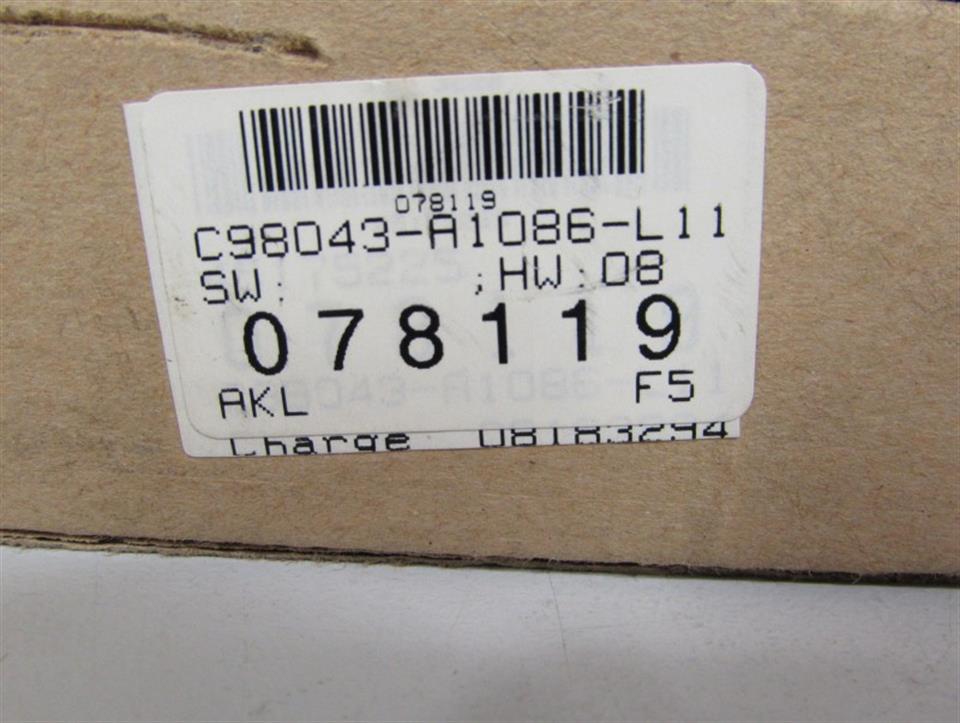 078119
C98043-A1086-L11
SW: ;HW:08
078119
AKL F5
Charge 08183294